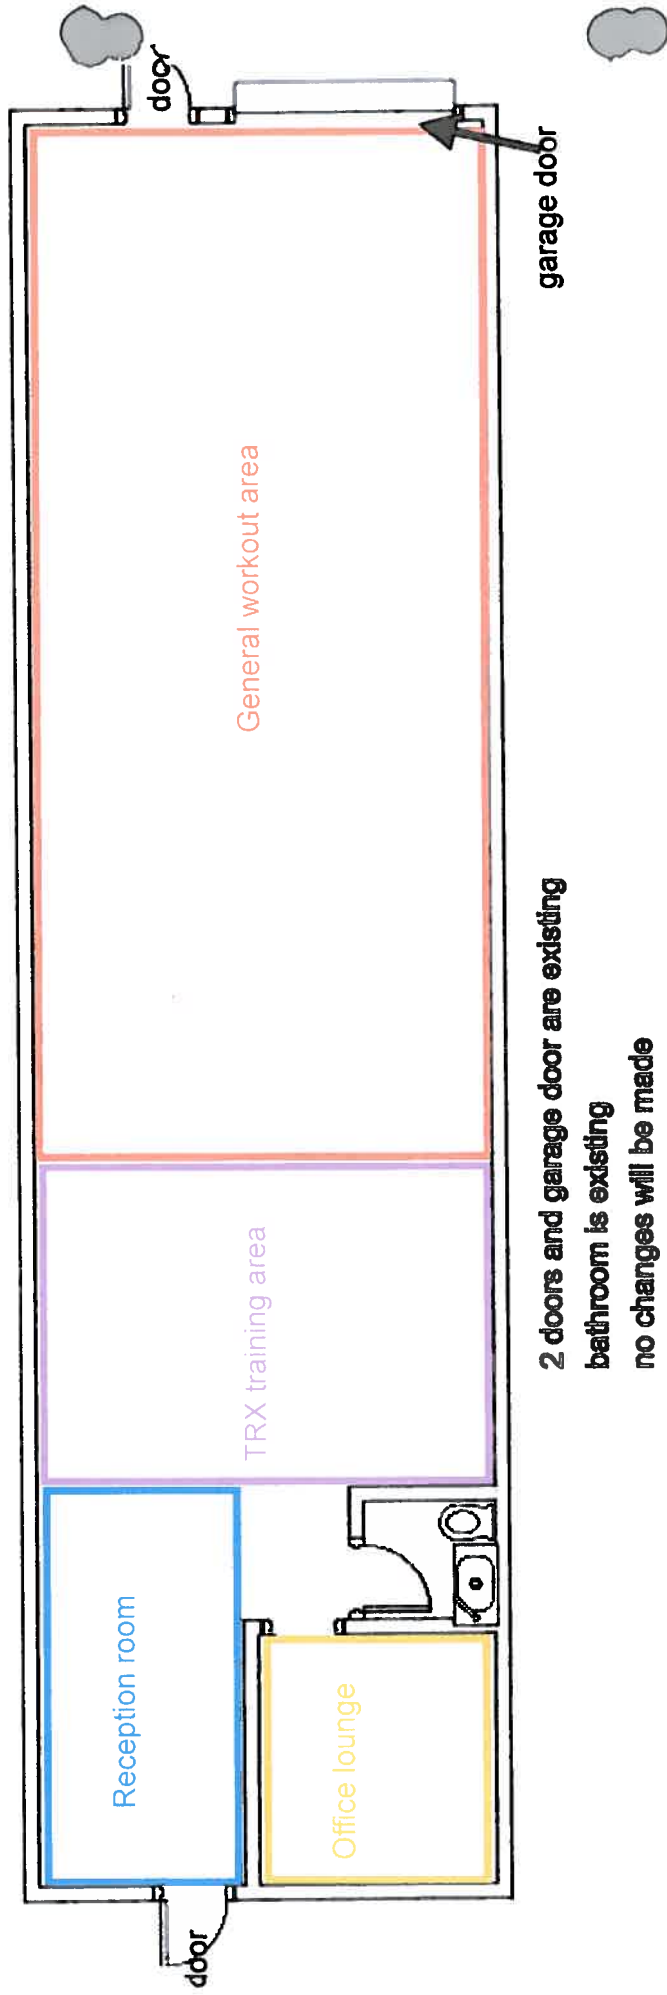 door
garage door
General workout area
TRX training area
Reception room
Office lounge
door
2 doors and garage door are existing
bathroom is existing
no changes will be made